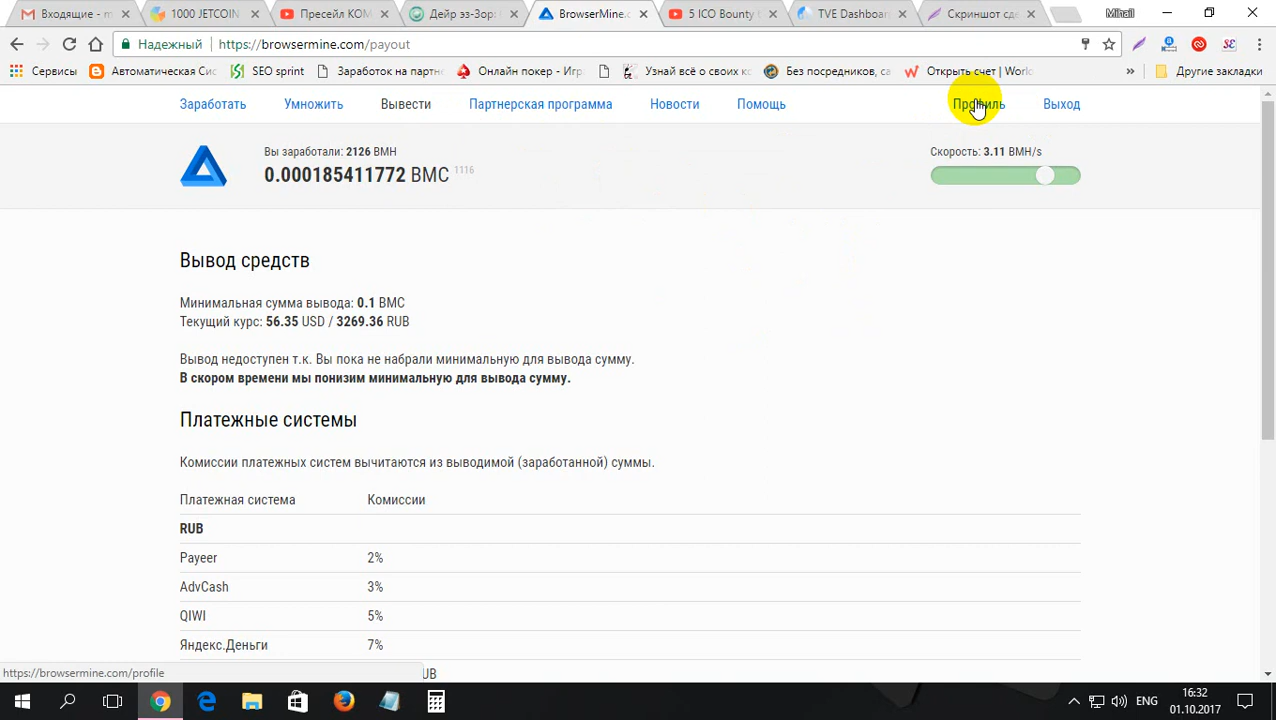 Входящие - m
1000 JETCOIN
Пресейл KOM
Дейр эз-Зор:
BrowserMine.c
5 ICO Bounty
TVE Dashboar
Скриншот сде
Mihail
Надежный
https://browsermine.com/payout
Сервисы
Автоматическая Сис
SEO sprint
Заработок на партне
Онлайн покер - Игр
Узнай всё о своих ко
Без посредников, са
Открыть счет | World
»
Другие закладки
Заработать
Умножить
Вывести
Партнерская программа
Новости
Помощь
Профиль
Выход
Вы заработали: 2126 BMH
0.000185411772 BMC 1116
Скорость: 3.11 BMH/s
Вывод средств
Минимальная сумма вывода: 0.1 BMC
Текущий курс: 56.35 USD / 3269.36 RUB
Вывод недоступен т.к. Вы пока не набрали минимальную для вывода сумму.
В скором времени мы понизим минимальную для вывода сумму.
Платежные системы
Комиссии платежных систем вычитаются из выводимой (заработанной) суммы.
Платежная система Комиссии
RUB
Payeer 2%
AdvCash 3%
QIWI 5%
Яндекс.Деньги 7%
UB
https://browsermine.com/profile
ENG
16:32
01.10.2017